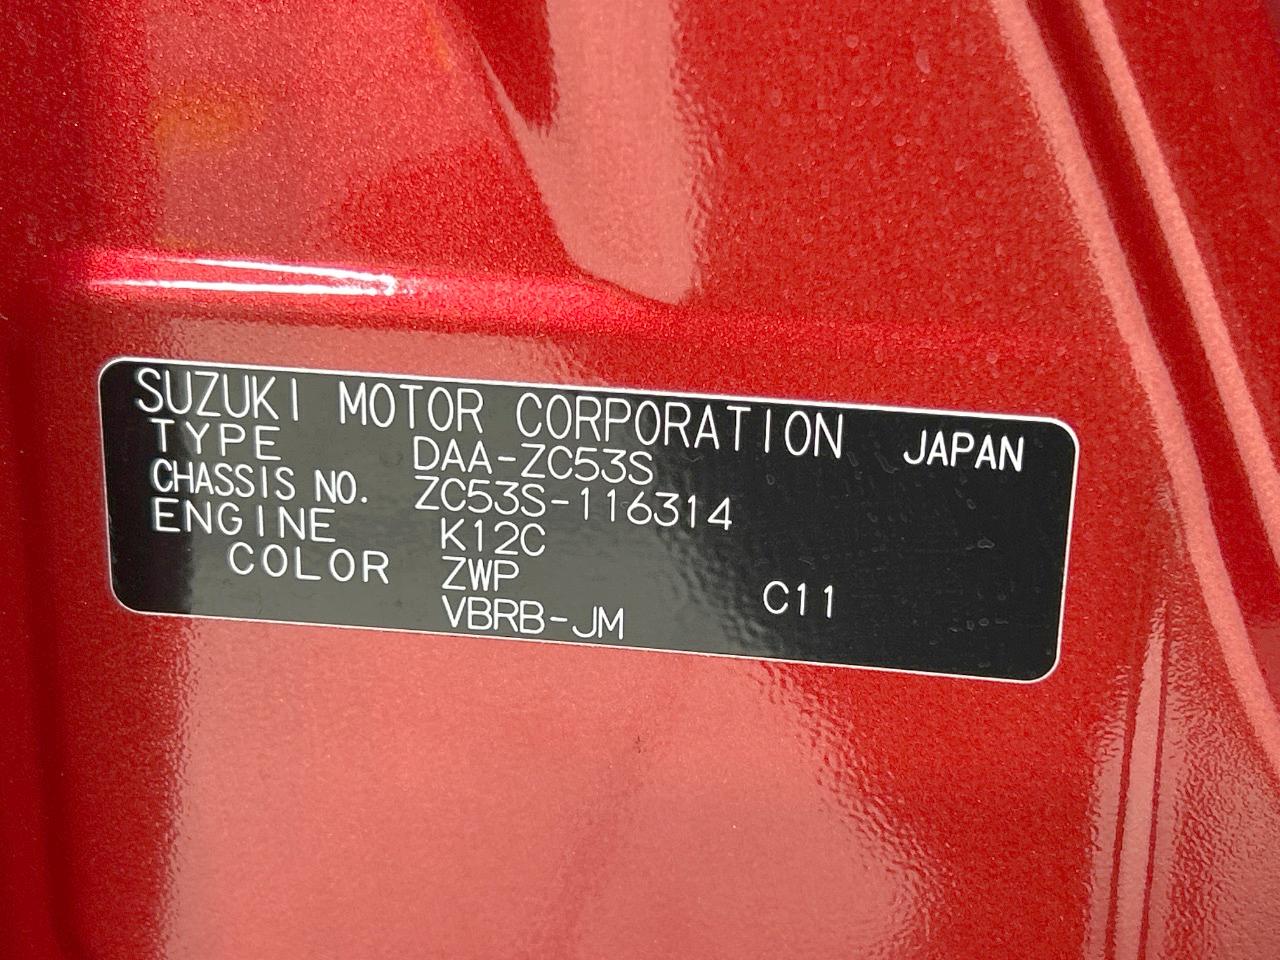 SUZUKI MOTOR CORPORATION JAPAN
TYPE DAA-ZC53S
CHASSIS NO. ZC53S-116314
ENGINE K12C
COLOR ZWP
VBRB-JM C11